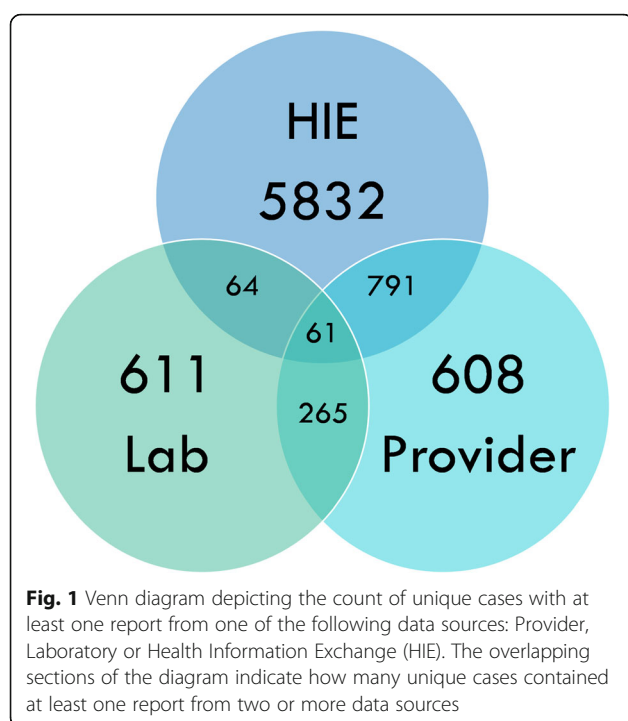 HIE
5832
64
791
61
611
608
265
Lab
Provider
Fig. 1 Venn diagram depicting the count of unique cases with at
least one report from one of the following data sources: Provider,
Laboratory or Health Information Exchange (HIE). The overlapping
sections of the diagram indicate how many unique cases contained
at least one report from two or more data sources